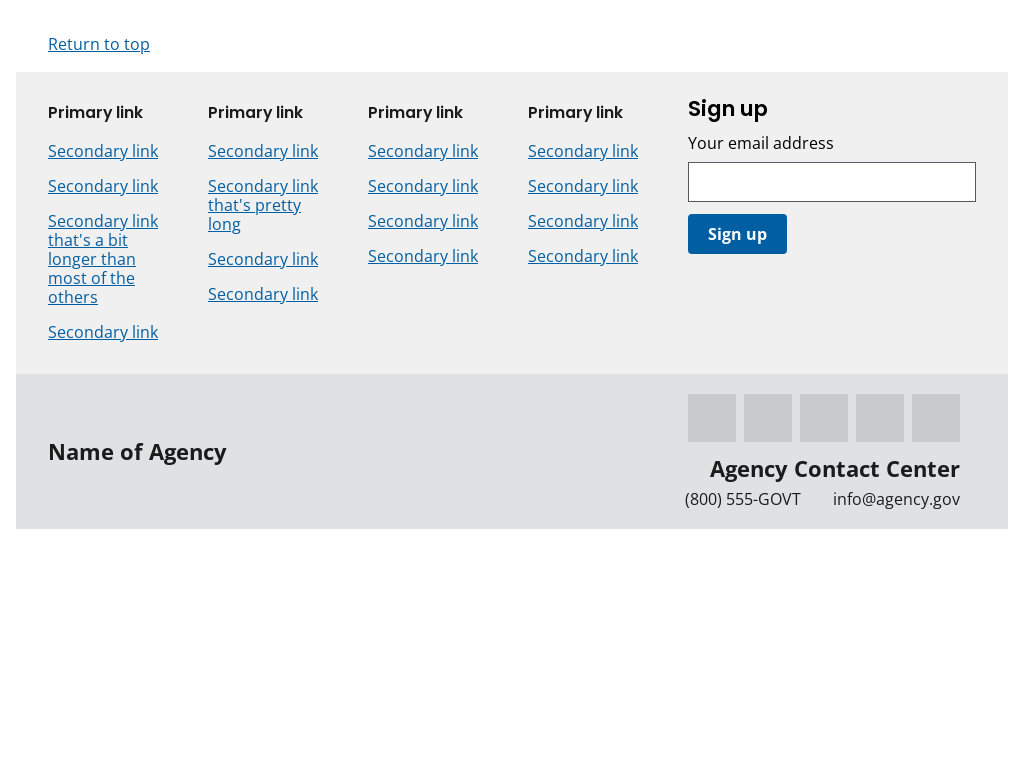 Return to top
Primary link
Secondary link
Secondary link
Secondary link
that's a bit
longer than
most of the
others
Secondary link
Primary link
Secondary link
Secondary link
that's pretty
long
Secondary link
Secondary link
Primary link
Secondary link
Secondary link
Secondary link
Secondary link
Primary link
Secondary link
Secondary link
Secondary link
Secondary link
Sign up
Your email address
Sign up
Name of Agency
Agency Contact Center
(800) 555-GOVT info@agency.gov